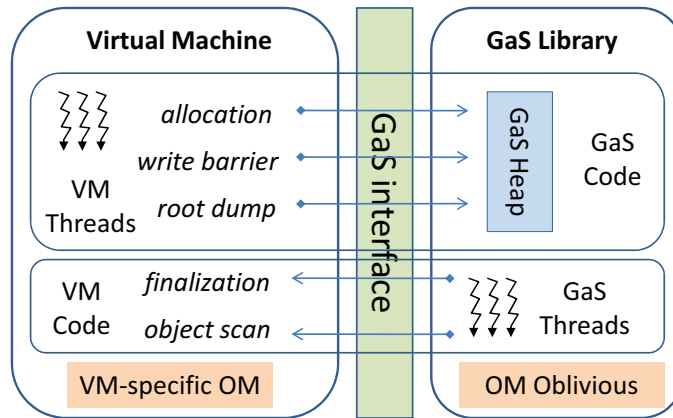 Virtual Machine
GaS Library
allocation
write barrier
root dump
VM
Threads
GaS interface
GaS Heap
GaS
Code
finalization
object scan
VM
Code
GaS
Threads
VM-specific OM
OM Oblivious